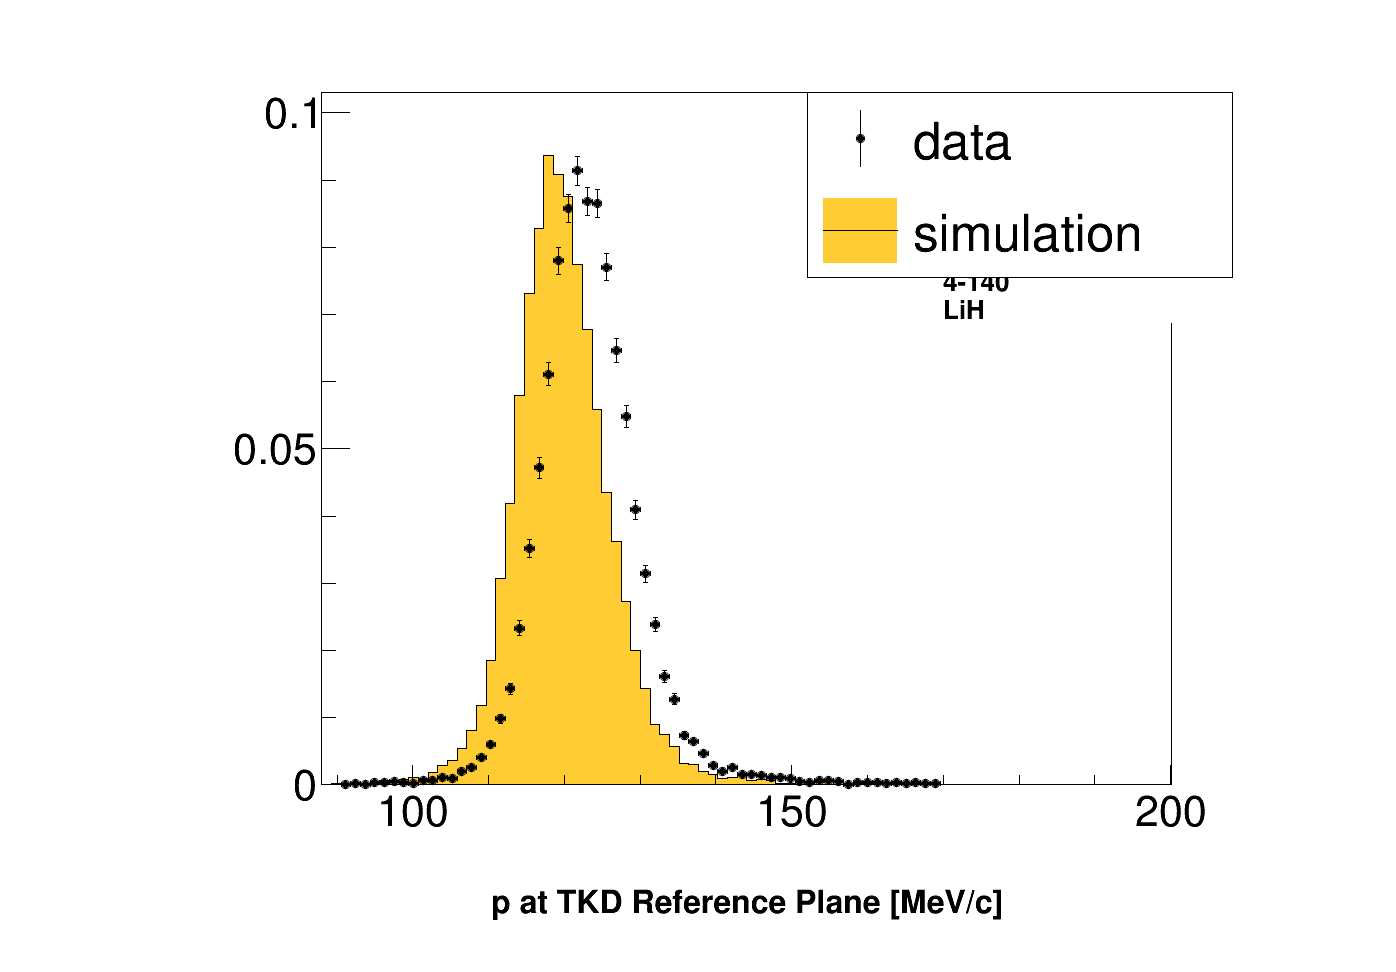 0.1
data
simulation
4-140
LiH
0.05
0
100
150
200
p at TKD Reference Plane [MeV/c]